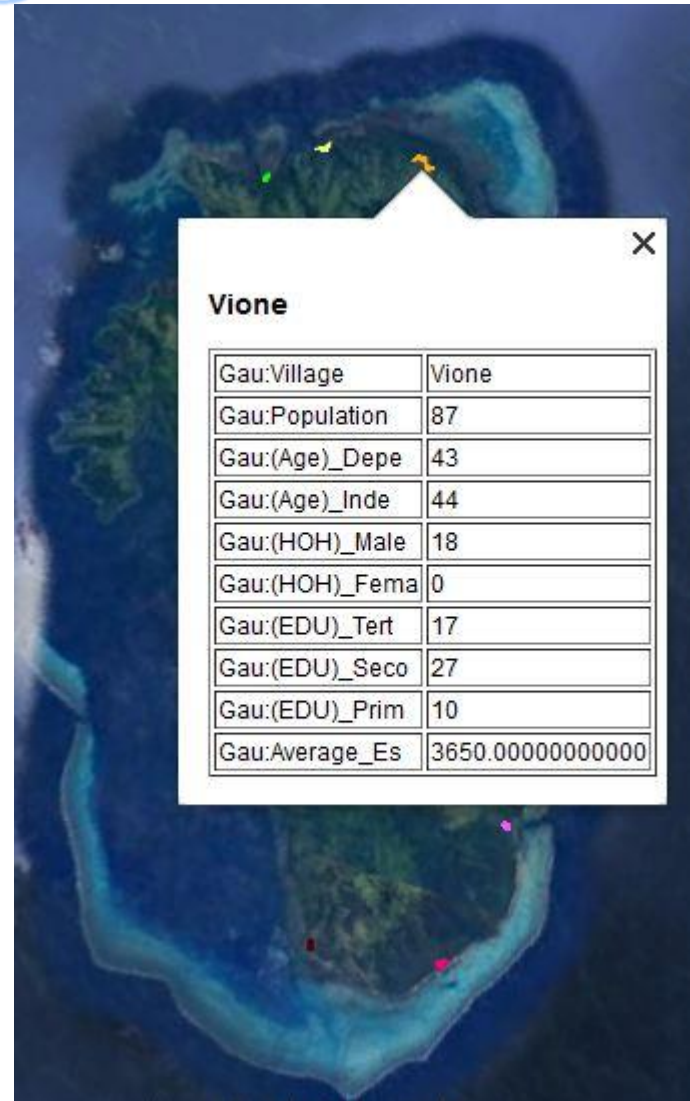 Vione
Gau:Village Vione
Gau:Population 87
Gau:(Age)_Depe 43
Gau:(Age)_Inde 44
Gau:(HOH)_Male 18
Gau:(HOH)_Fema 0
Gau:(EDU)_Tert 17
Gau:(EDU)_Seco 27
Gau:(EDU)_Prim 10
Gau:Average_Es 3650.00000000000